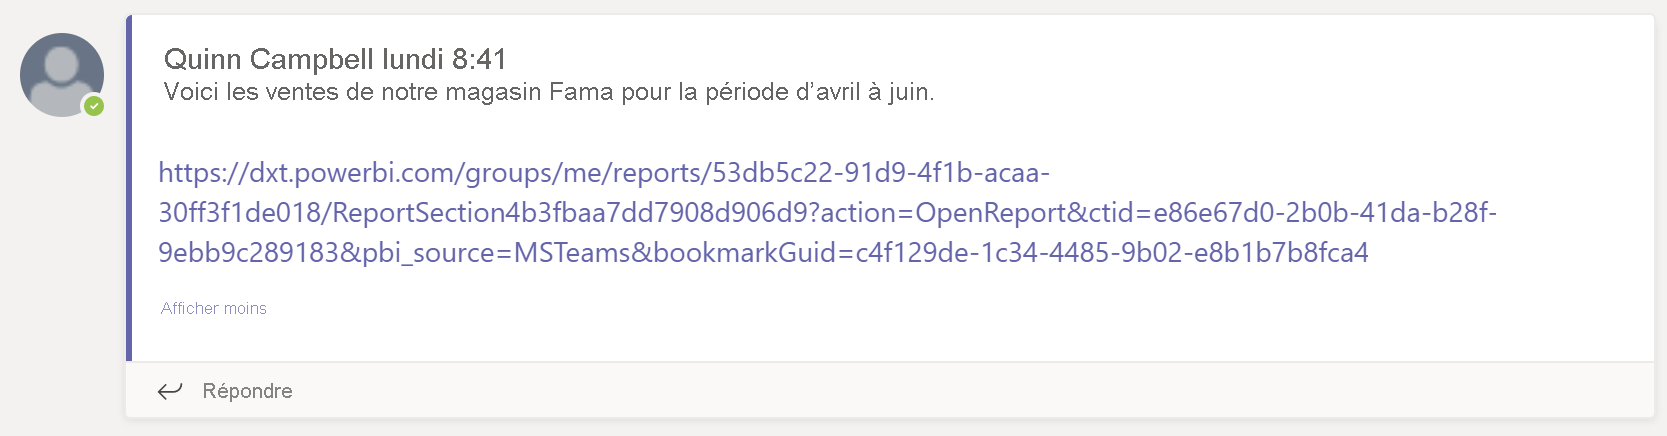 Quinn Campbell lundi 8:41
Voici les ventes de notre magasin Fama pour la période d’avril à juin.
https://dxt.powerbi.com/groups/me/reports/53db5c22-91d9-4f1b-acaa-
30ff3f1de018/ReportSection4b3fbaa7dd7908d906d9?action=OpenReport&ctid=e86e67d0-2b0b-41da-b28f-
9ebb9c289183&pbi_source=MSTeams&bookmarkGuid=c4f129de-1c34-4485-9b02-e8b1b7b8fca4
Afficher moins
Répondre